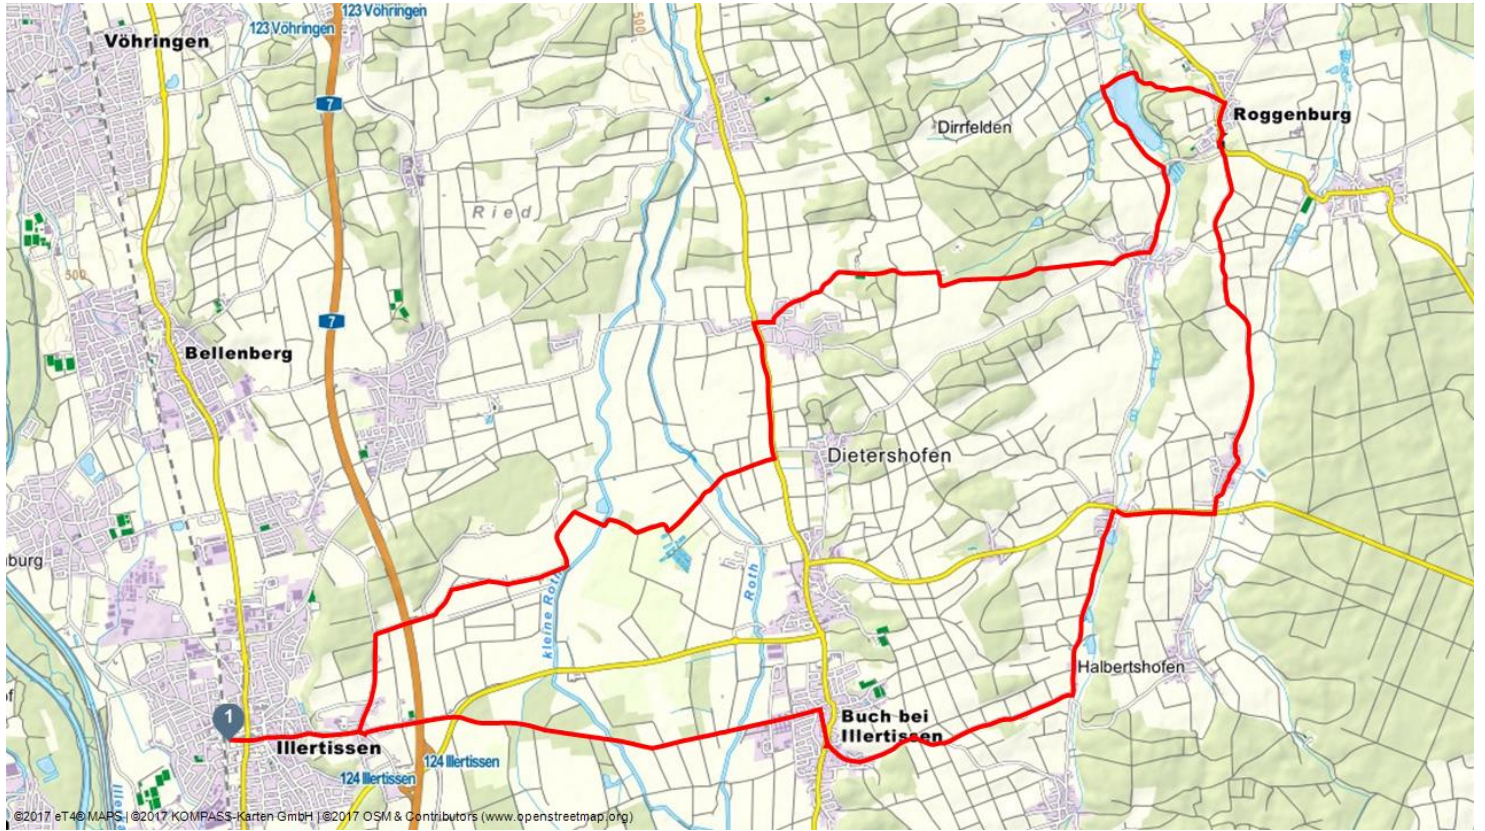 123 Vöhringen
Vöhringen
123 Vöhringen
500
7
Roggenburg
Dirrfelden
Ried
500
7
Bellenberg
Dietershofen
burg
kleine Roth
Roth
Halbertshofen
1
Buch bei
Illertissen
Illertissen
124 Illertissen
124 Illertissen
©2017 eT4® MAPS | ©2017 KOMPASS-Karten GmbH | ©2017 OSM & Contributors (www.openstreetmap.org)